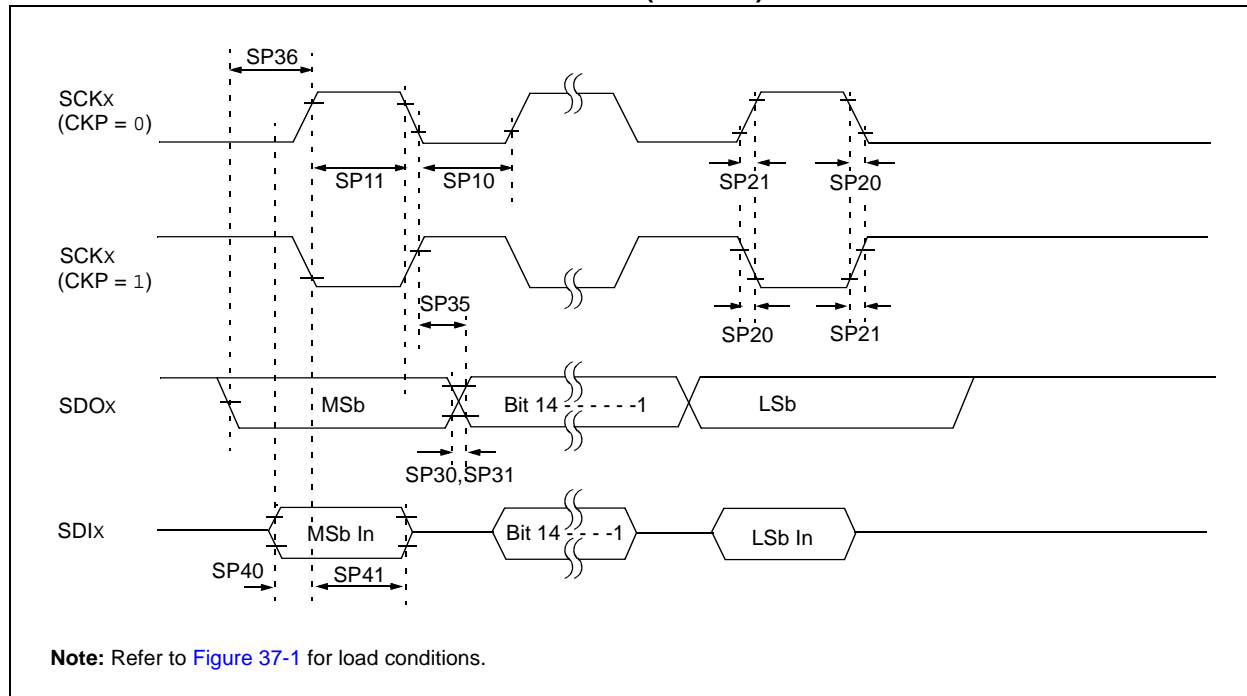 SP36
SCKx
(CKP = 0)
SP11
SP10
SP21
SP20
SCKx
(CKP = 1)
SP35
SP20
SP21
SDOx
MSb
Bit 14 - - - - - -1
LSb
SP30,SP31
SDIx
MSb In
Bit 14 - - - -1
LSb In
SP40
SP41
Note: Refer to Figure 37-1 for load conditions.